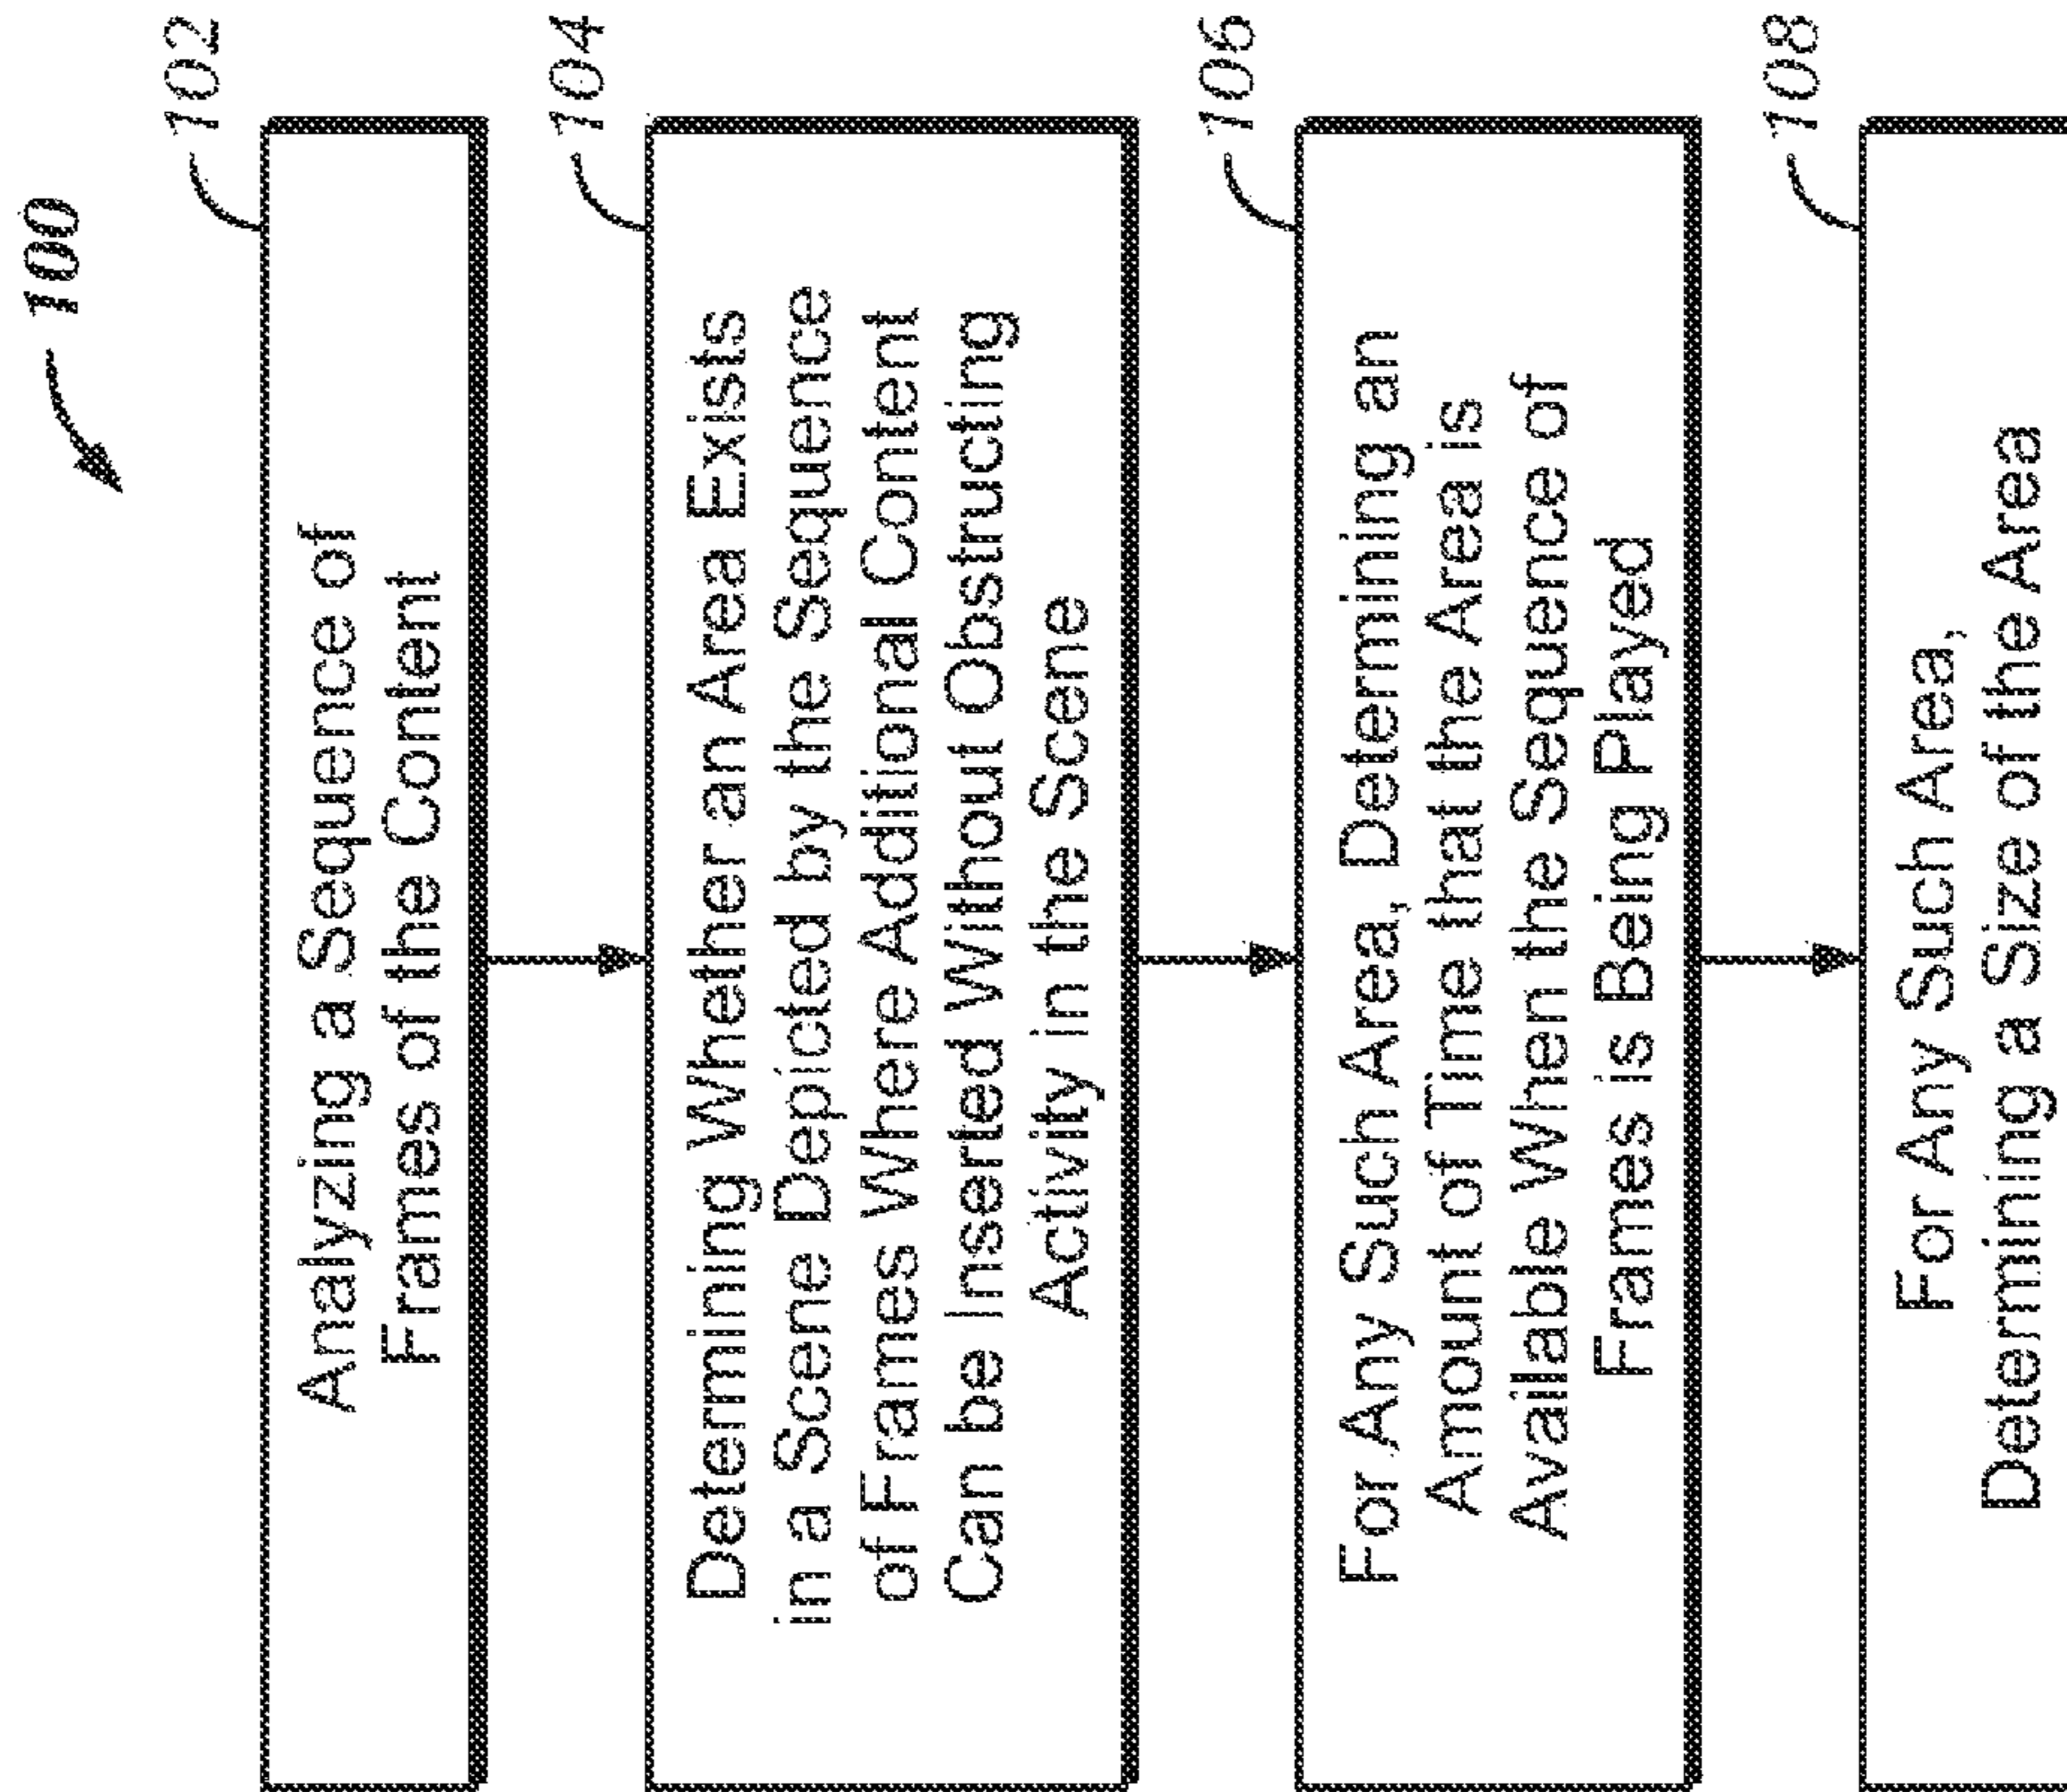 100
102
Analyzing a Sequence of
Frames of the Content
104
Determining Whether an Area Exists
in a Scene Depicted by the Sequence
of Frames Where Additional Content
Can be Inserted Without Obstructing
Activity in the Scene
106
For Any Such Area, Determining an
Amount of Time that the Area is
Available When the Sequence of
Frames is Being Played
108
For Any Such Area,
Determining a Size of the Area